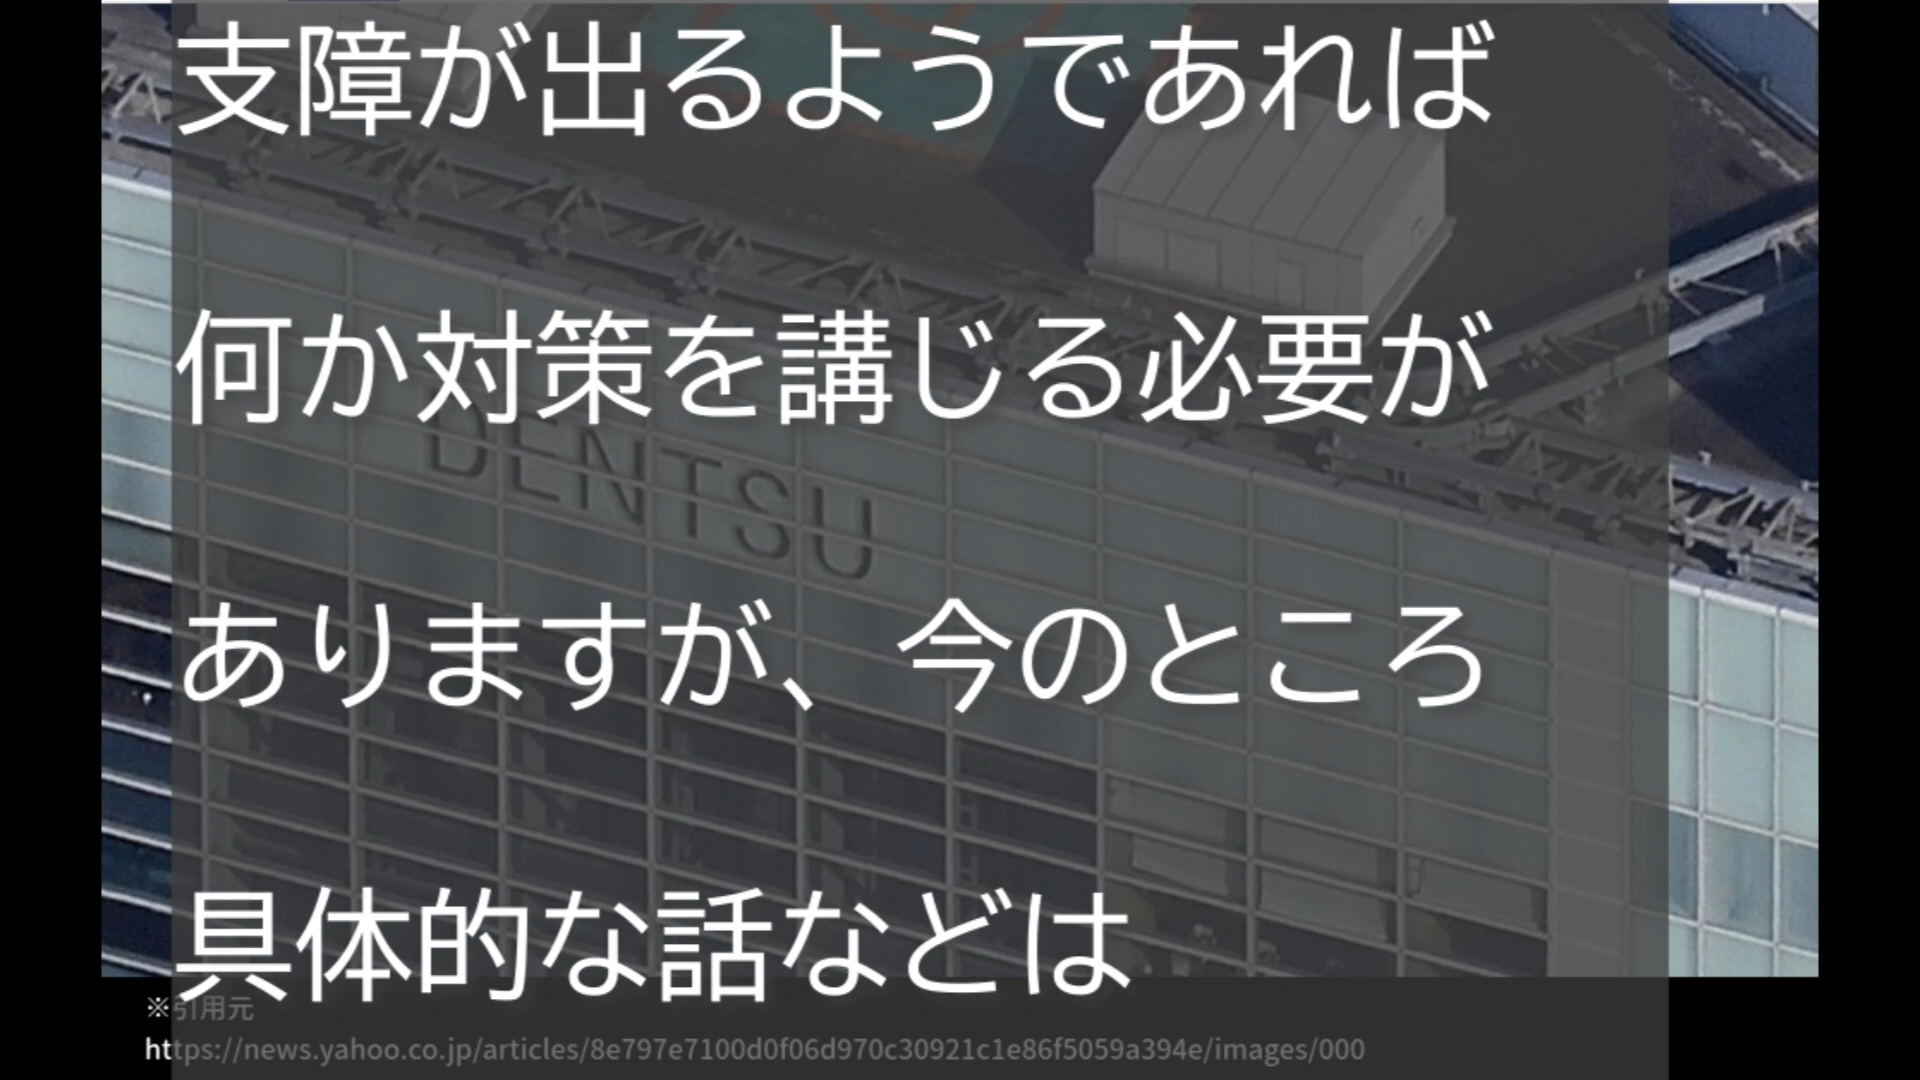 支障が出るようであれば
何か対策を講じる必要が
DENTSU
ありますが、今のところ
具体的な話などは
※引用元
https://news.yahoo.co.jp/articles/8e797e7100d0f06d970c30921c1e86f5059a394e/images/000